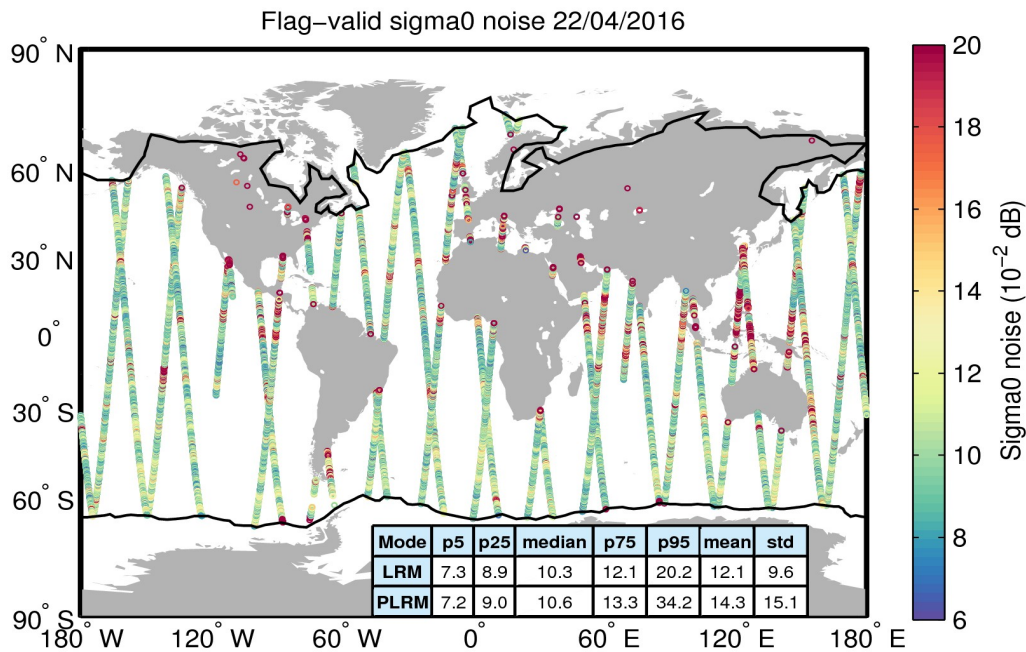 Flag−valid sigma0 noise 22/04/2016
90° N
60° N
30° N
0°
30° S
60° S
90° S
180° W
120° W
60° W
0°
60° E
120° E
180° E
Mode p5 p25 median p75 p95 mean std
LRM 7.3 8.9 10.3 12.1 20.2 12.1 9.6
PLRM 7.2 9.0 10.6 13.3 34.2 14.3 15.1
20
18
16
14
12
10
8
6
Sigma0 noise (10⁻² dB)